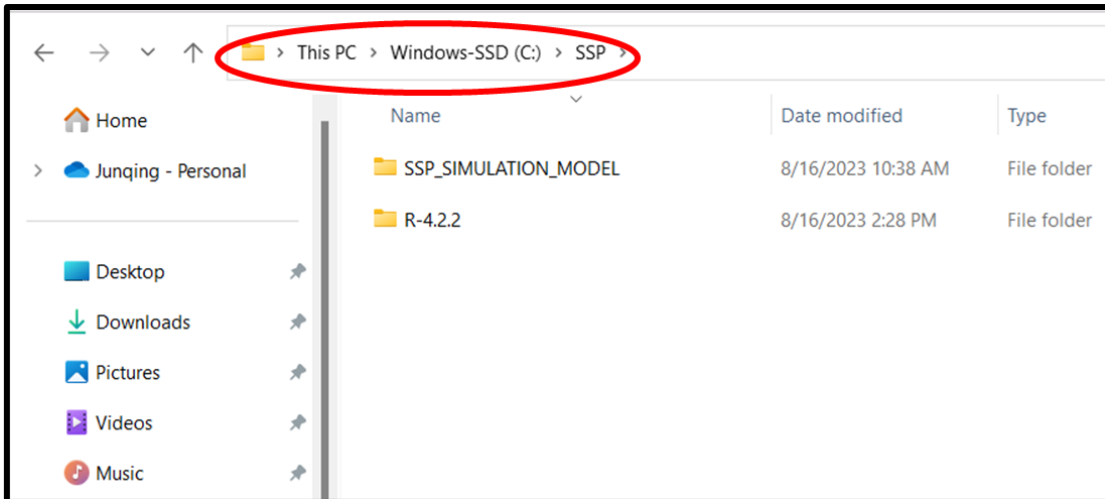 This PC > Windows-SSD (C:) > SSP >
Home
Junqing - Personal
Desktop
Downloads
Pictures
Videos
Music
Name Date modified Type
SSP_SIMULATION_MODEL 8/16/2023 10:38 AM File folder
R-4.2.2 8/16/2023 2:28 PM File folder